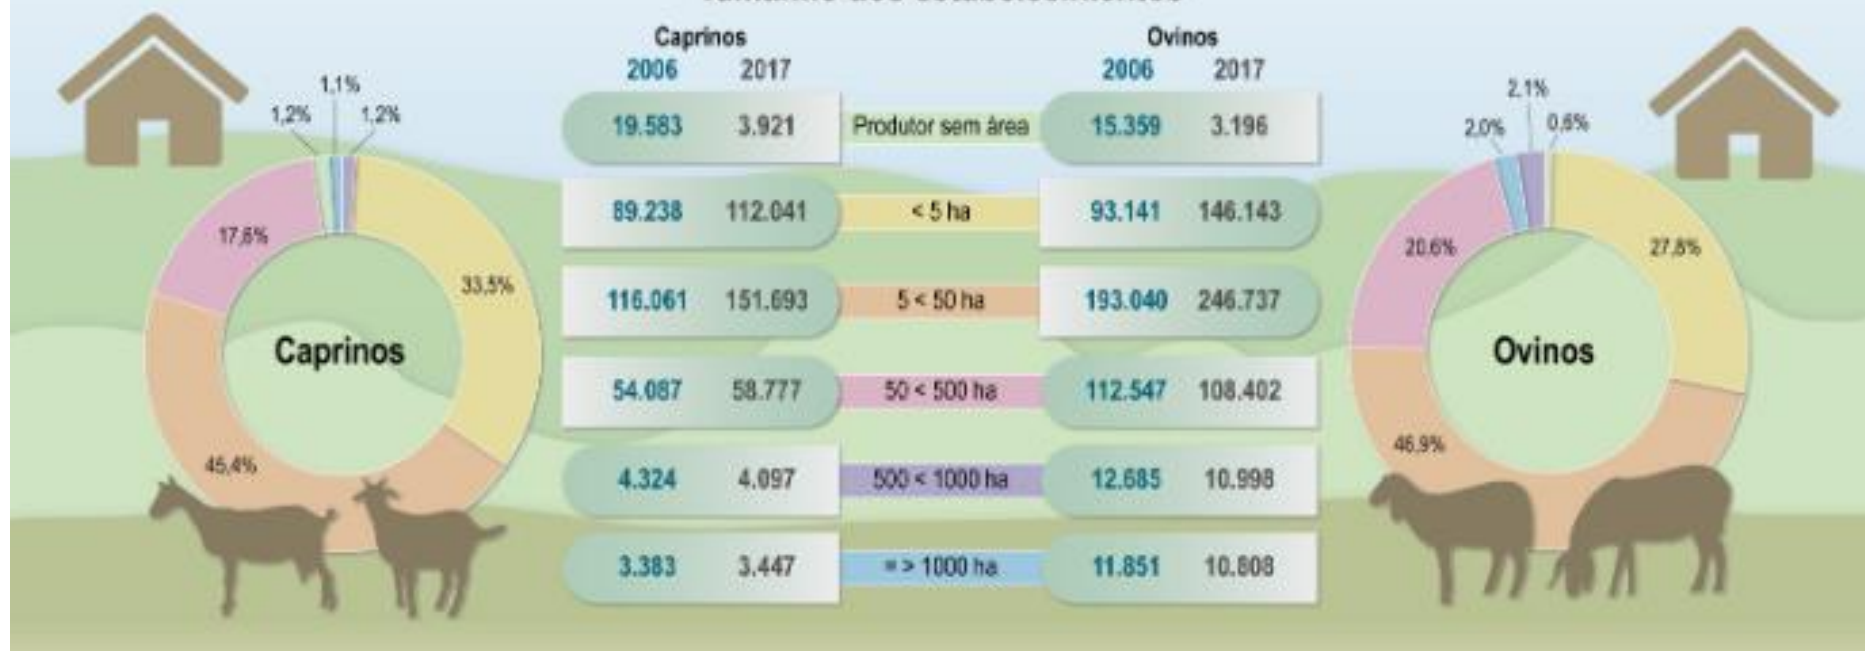 Caprinos Ovinos
2006 2017 2006 2017
19.583 3.921 Produtor sem área 15.359 3.196
89.238 112.041 < 5 ha 93.141 146.143
116.061 151.693 5 < 50 ha 193.040 246.737
54.087 58.777 50 < 500 ha 112.547 108.402
4.324 4.097 500 < 1000 ha 12.685 10.998
3.383 3.447 = > 1000 ha 11.851 10.808
1,2%
1,1%
1,2%
17,6%
33,5%
45,4%
Caprinos
2,0%
2,1%
0,6%
20,6%
27,8%
46,9%
Ovinos